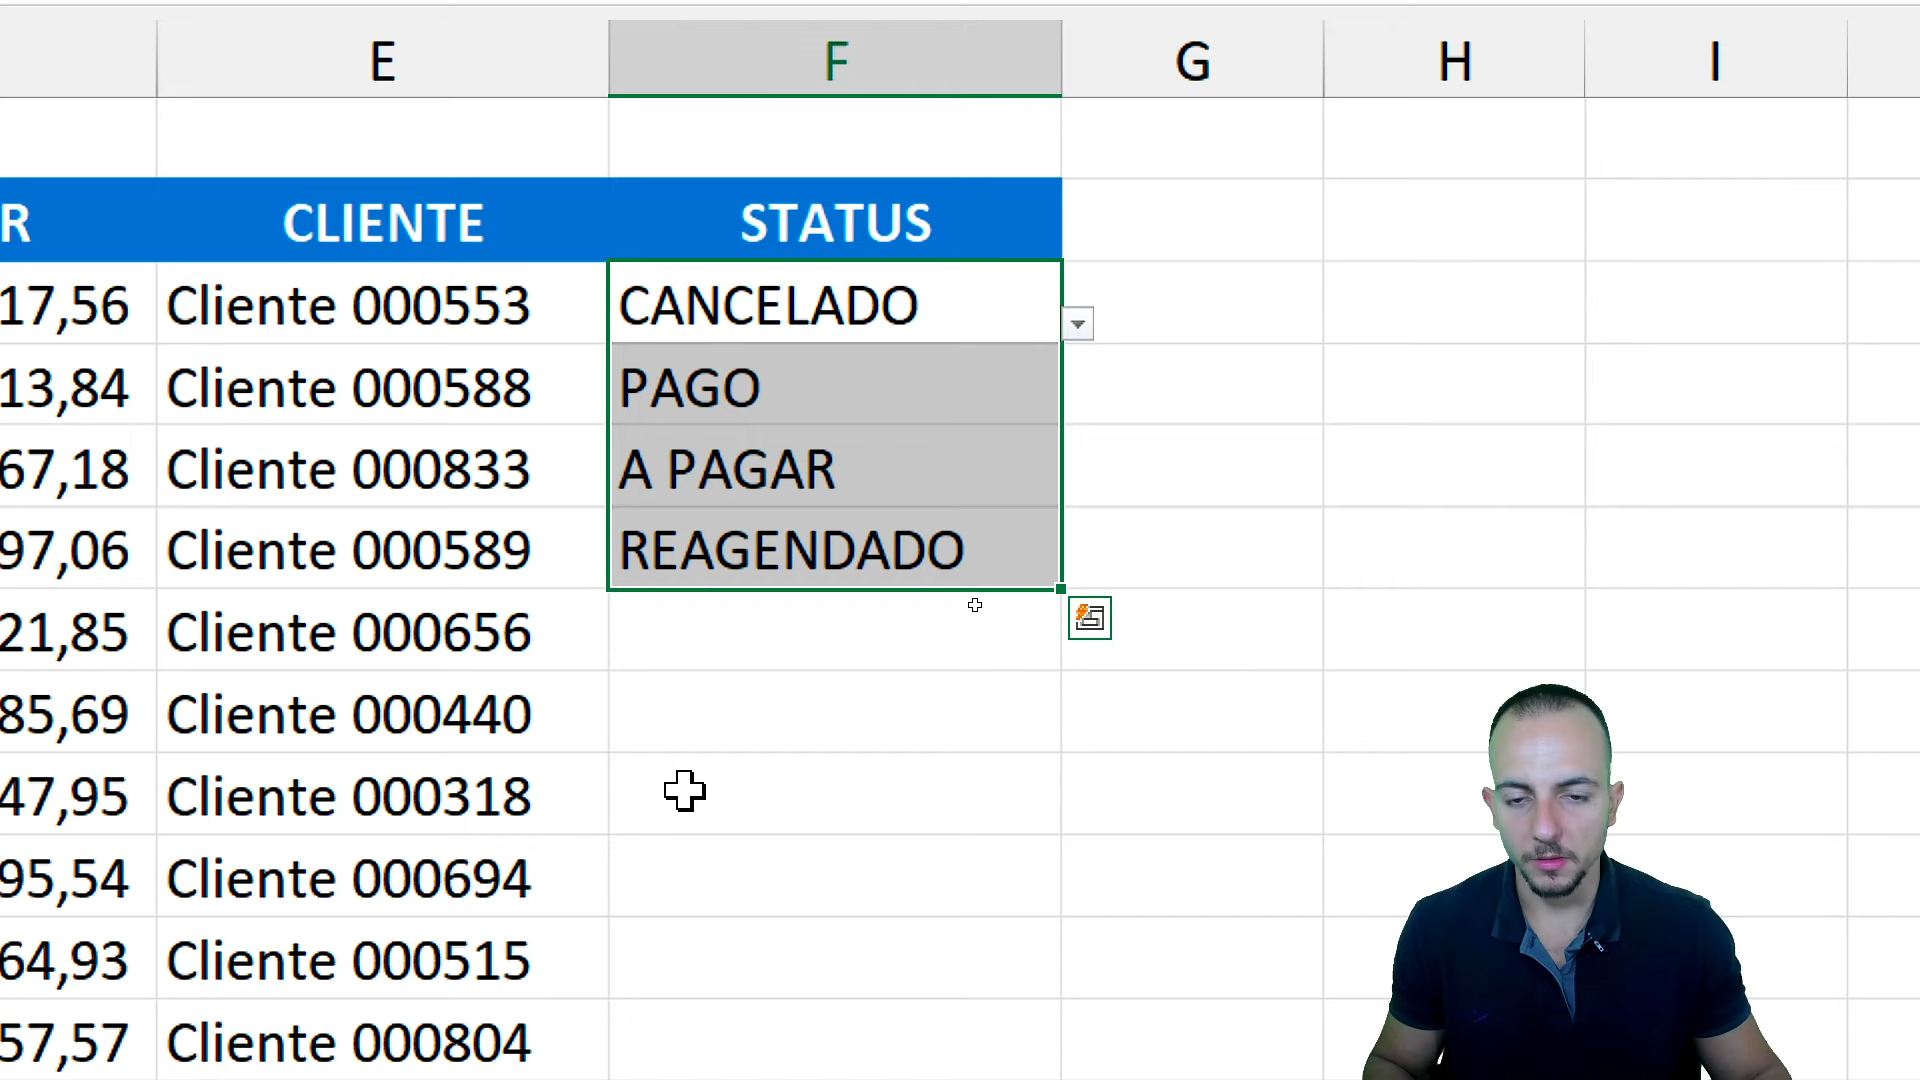 E F G H I
R CLIENTE STATUS
17,56 Cliente 000553 CANCELADO
13,84 Cliente 000588 PAGO
67,18 Cliente 000833 A PAGAR
97,06 Cliente 000589 REAGENDADO
21,85 Cliente 000656
85,69 Cliente 000440
47,95 Cliente 000318
95,54 Cliente 000694
64,93 Cliente 000515
57,57 Cliente 000804